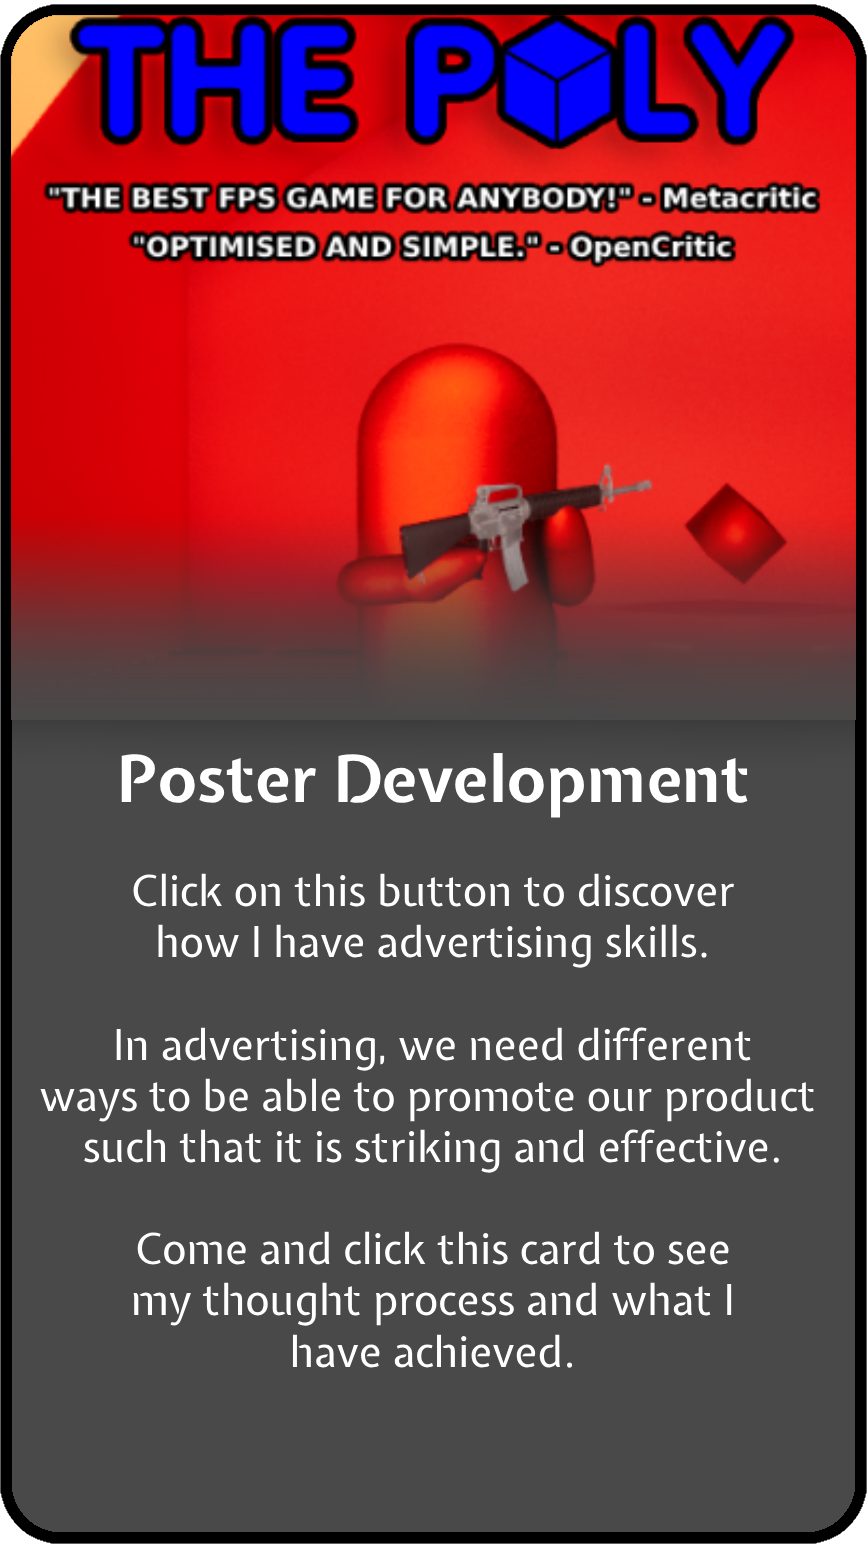 THE POLY
"THE BEST FPS GAME FOR ANYBODY!" - Metacritic
"OPTIMISED AND SIMPLE." - OpenCritic
Poster Development
Click on this button to discover
how I have advertising skills.
In advertising, we need different
ways to be able to promote our product
such that it is striking and effective.
Come and click this card to see
my thought process and what I
have achieved.